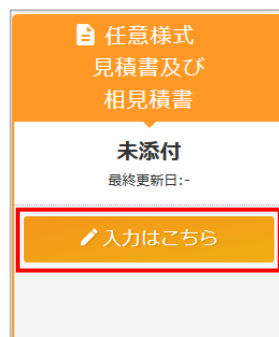 任意様式
見積書及び
相見積書
未添付
最終更新日:-
入力はこちら